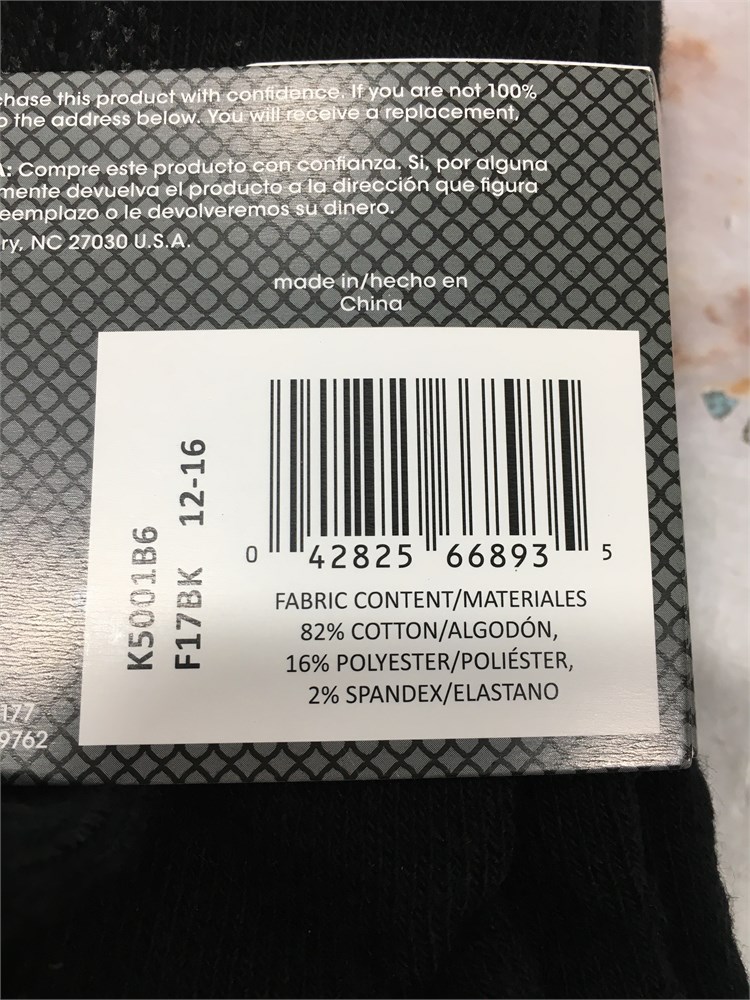 chase this product with confidence. If you are not 100%
o the address below. You will receive a replacement,
A: Compre este producto con confianza. Si, por alguna
mente devuelva el producto a la dirección que figura
eemplazo o le devolveremos su dinero.
ry, NC 27030 U.S.A.
made in/hecho en
China
K5001B6
F17BK 12-16
0 42825 66893 5
FABRIC CONTENT/MATERIALES
82% COTTON/ALGODÓN,
16% POLYESTER/POLIÉSTER,
2% SPANDEX/ELASTANO
177
9762